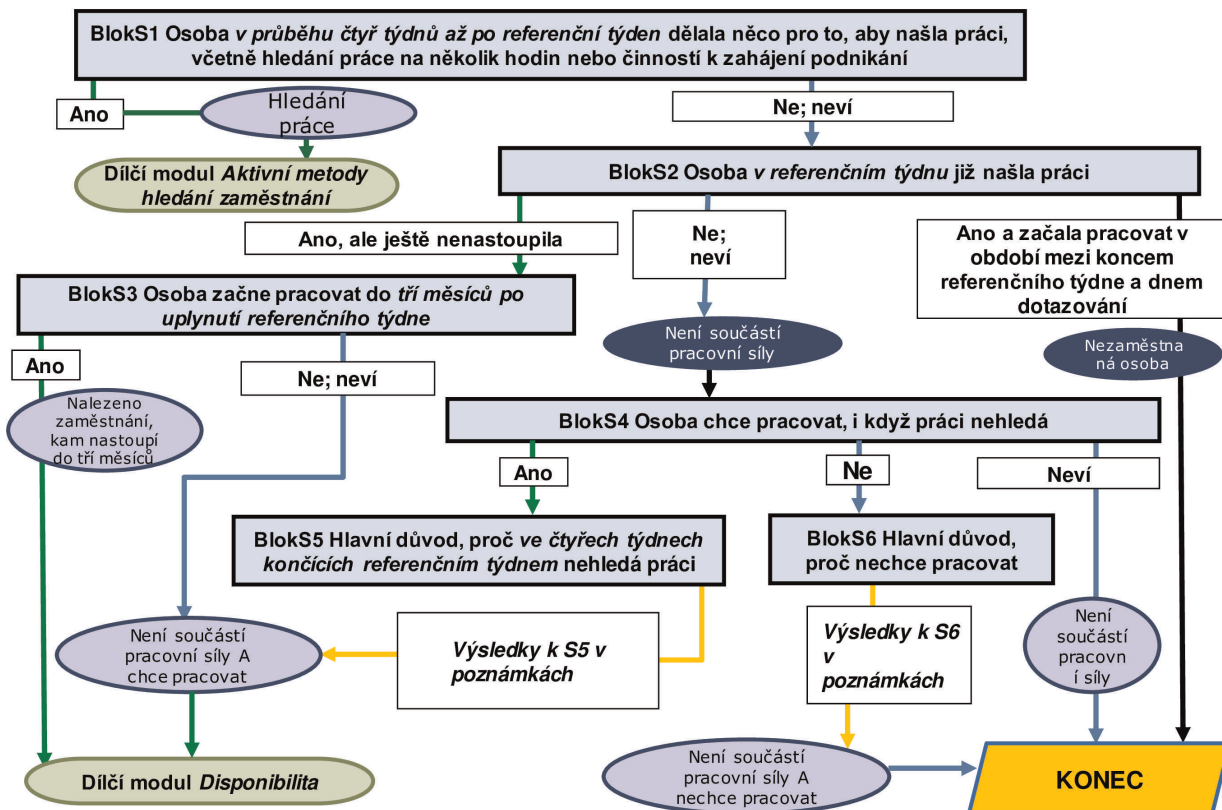 BlokS1 Osoba v průběhu čtyř týdnů až po referenční týden dělala něco pro to, aby našla práci,
včetně hledání práce na několik hodin nebo činností k zahájení podnikání
Ano
Hledání
práce
Ne; neví
Dílčí modul Aktivní metody
hledání zaměstnání
BlokS2 Osoba v referenčním týdnu již našla práci
Ano, ale ještě nenastoupila
Ne;
neví
Ano a začala pracovat v
období mezi koncem
referenčního týdne a dnem
dotazování
BlokS3 Osoba začne pracovat do tří měsíců po
uplynutí referenčního týdne
Není součástí
pracovní síly
Nezaměstna
ná osoba
Ano
Ne; neví
Nalezeno
zaměstnání,
kam nastoupí
do tří měsíců
BlokS4 Osoba chce pracovat, i když práci nehledá
Ano
Ne
Neví
BlokS5 Hlavní důvod, proč ve čtyřech týdnech
končících referenčním týdnem nehledá práci
BlokS6 Hlavní důvod,
proč nechce pracovat
Není součástí
pracovní síly A
chce pracovat
Výsledky k S5 v
poznámkách
Výsledky k S6
v
poznámkách
Není
součástí
pracovn
í síly
Dílčí modul Disponibilita
Není součástí
pracovní síly A
nechce pracovat
KONEC